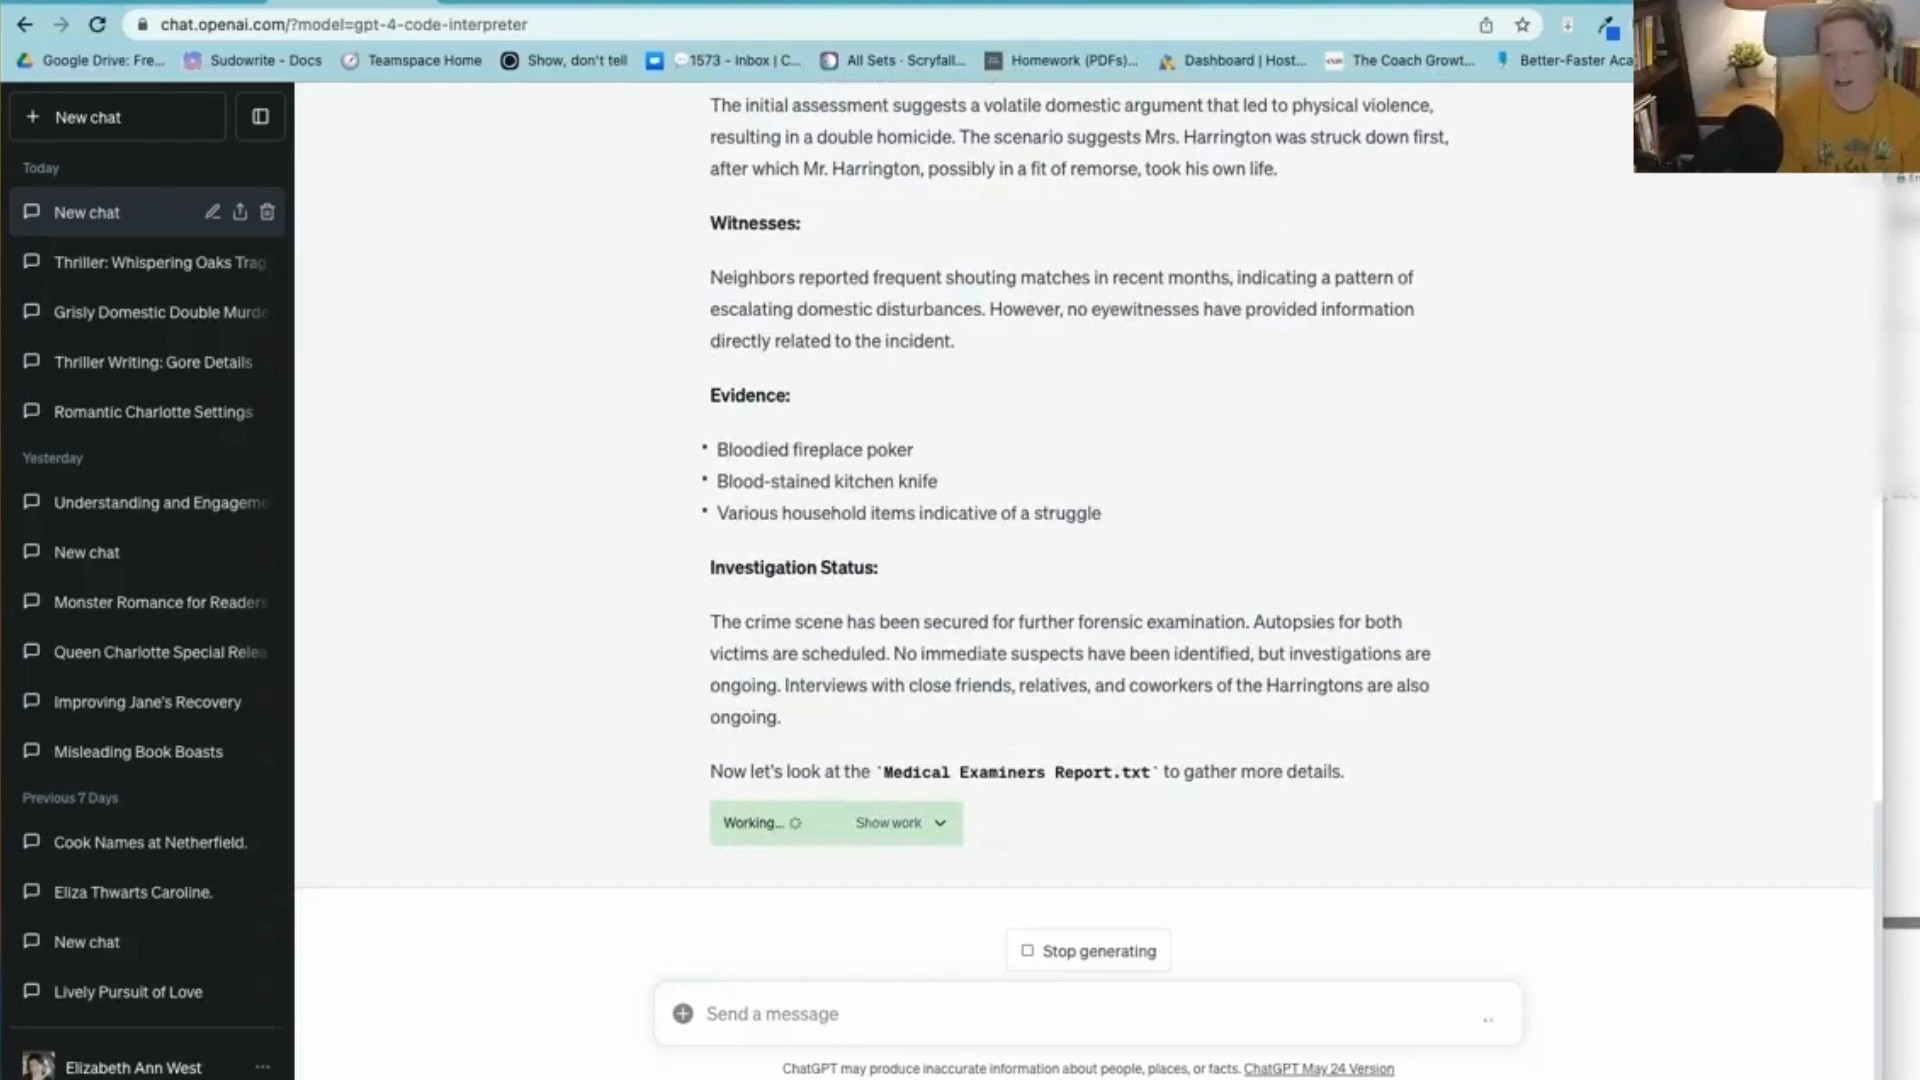 chat.openai.com/?model=gpt-4-code-interpreter
Google Drive: Fre... Sudowrite - Docs Teamspace Home Show, don't tell 1573 - Inbox | C... All Sets · Scryfall... Homework (PDFs)... Dashboard | Host... The Coach Growt... Better-Faster Aca
+ New chat
Today
New chat
Thriller: Whispering Oaks Trag
Grisly Domestic Double Murde
Thriller Writing: Gore Details
Romantic Charlotte Settings
Yesterday
Understanding and Engageme
New chat
Monster Romance for Readers
Queen Charlotte Special Relea
Improving Jane's Recovery
Misleading Book Boasts
Previous 7 Days
Cook Names at Netherfield.
Eliza Thwarts Caroline.
New chat
Lively Pursuit of Love
Elizabeth Ann West ...
The initial assessment suggests a volatile domestic argument that led to physical violence,
resulting in a double homicide. The scenario suggests Mrs. Harrington was struck down first,
after which Mr. Harrington, possibly in a fit of remorse, took his own life.
Witnesses:
Neighbors reported frequent shouting matches in recent months, indicating a pattern of
escalating domestic disturbances. However, no eyewitnesses have provided information
directly related to the incident.
Evidence:
• Bloodied fireplace poker
• Blood-stained kitchen knife
• Various household items indicative of a struggle
Investigation Status:
The crime scene has been secured for further forensic examination. Autopsies for both
victims are scheduled. No immediate suspects have been identified, but investigations are
ongoing. Interviews with close friends, relatives, and coworkers of the Harringtons are also
ongoing.
Now let's look at the `Medical Examiners Report.txt` to gather more details.
Working... Show work
Stop generating
Send a message
ChatGPT may produce inaccurate information about people, places, or facts. ChatGPT May 24 Version